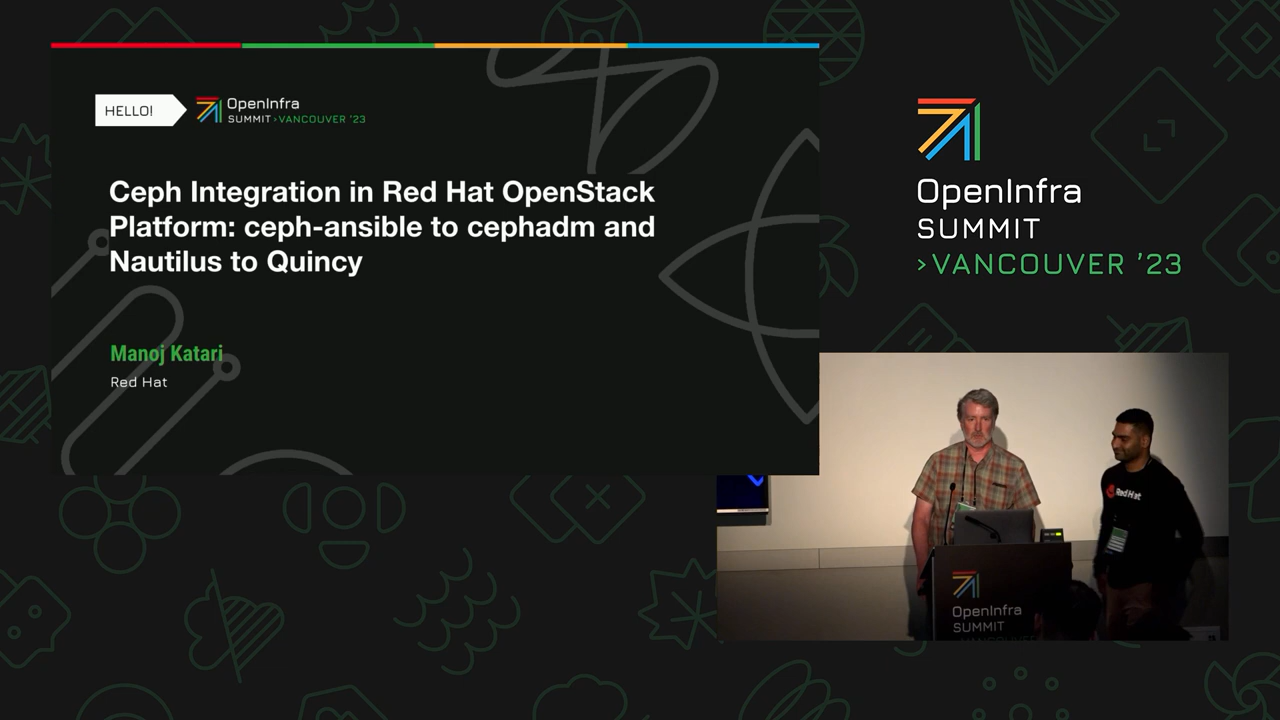 HELLO!
OpenInfra
SUMMIT >VANCOUVER '23
Ceph Integration in Red Hat OpenStack
Platform: ceph-ansible to cephadm and
Nautilus to Quincy
Manoj Katari
Red Hat
OpenInfra
SUMMIT
>VANCOUVER '23
Red Hat
OpenInfra
SUMMIT